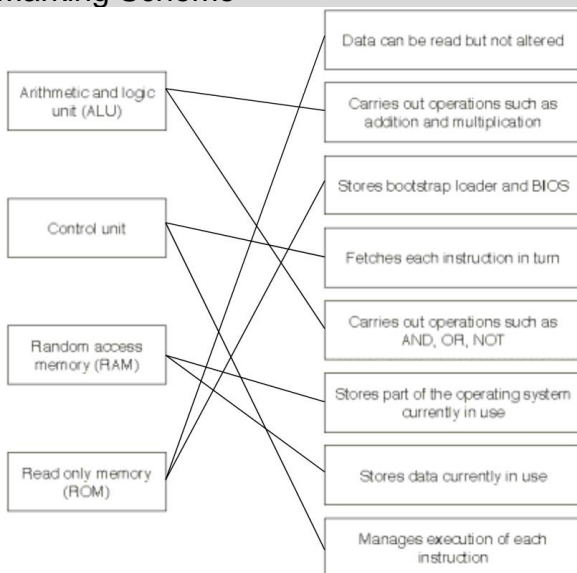 Marking Scheme
Arithmetic and logic
unit (ALU)
Control unit
Random access
memory (RAM)
Read only memory
(ROM)
Data can be read but not altered
Carries out operations such as
addition and multiplication
Stores bootstrap loader and BIOS
Fetches each instruction in turn
Carries out operations such as
AND, OR, NOT
Stores part of the operating system
currently in use
Stores data currently in use
Manages execution of each
instruction